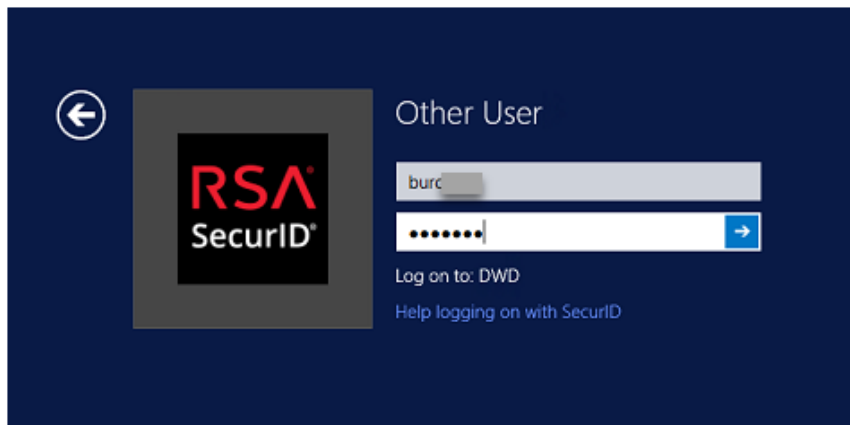 Other User
RSA
SecurID®
burc
•••••••
Log on to: DWD
Help logging on with SecurID